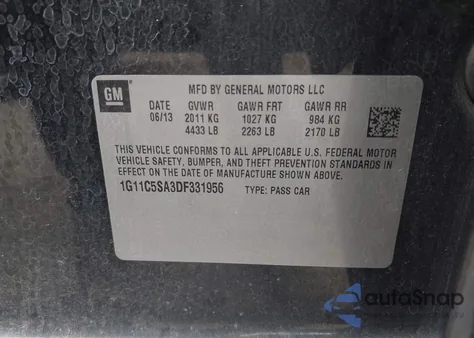 GM
MFD BY GENERAL MOTORS LLC
DATE GVWR GAWR FRT GAWR RR
06/13 2011 KG 1027 KG 984 KG
4433 LB 2263 LB 2170 LB
THIS VEHICLE CONFORMS TO ALL APPLICABLE U.S. FEDERAL MOTOR
VEHICLE SAFETY, BUMPER, AND THEFT PREVENTION STANDARDS IN
EFFECT ON THE DATE OF MANUFACTURE SHOWN ABOVE.
1G11C5SA3DF331956 TYPE: PASS CAR
autoSnap